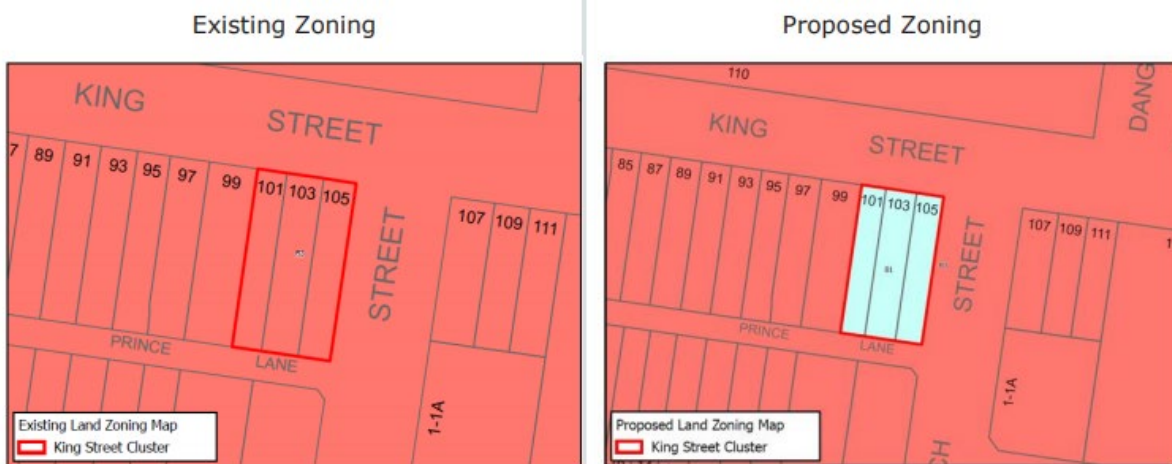 Existing Zoning
KING
STREET
7 89 91 93 95 97 99 101 103 105
107 109 111
STREET
PRINCE
LANE
1-1A
Existing Land Zoning Map
King Street Cluster
Proposed Zoning
110
DANG
KING
STREET
85 87 89 91 93 95 97 99 101 103 105
107 109 111 1
STREET
PRINCE
LANE
1-1A
CH
Proposed Land Zoning Map
King Street Cluster